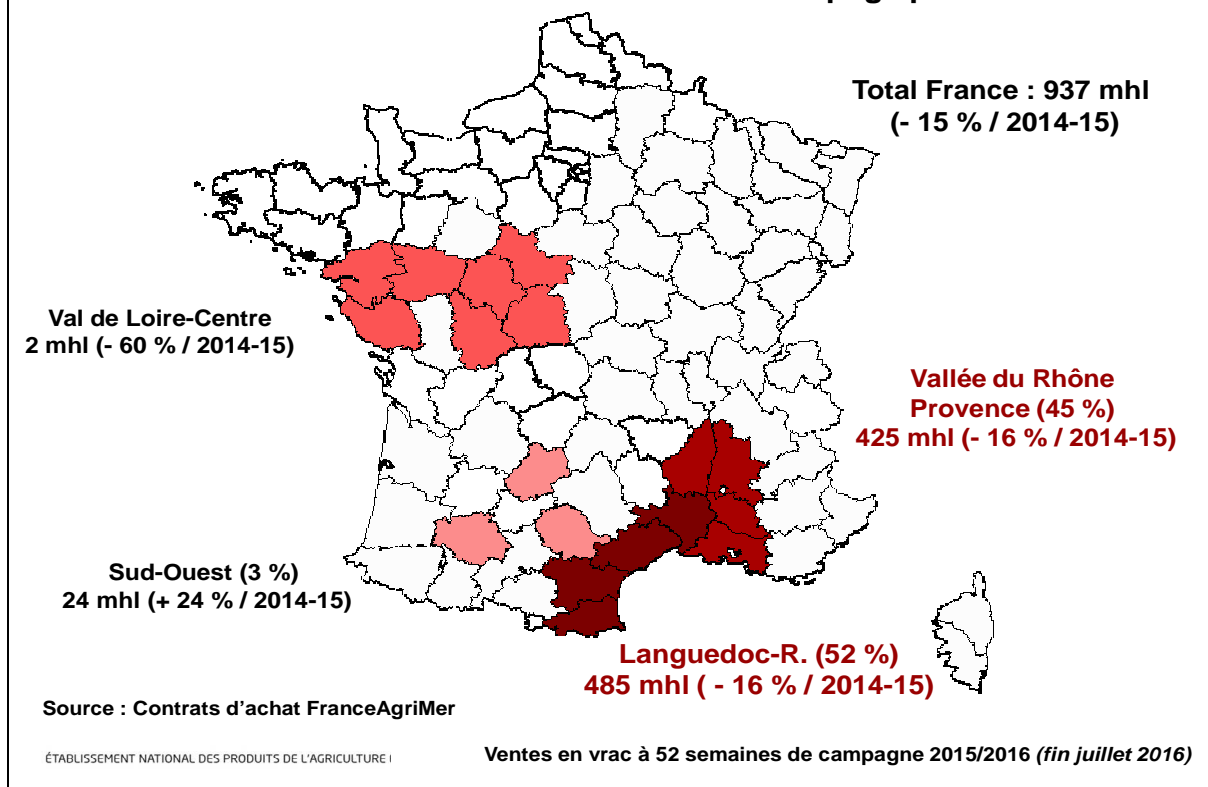 Total France : 937 mhl
(- 15 % / 2014-15)
Val de Loire-Centre
2 mhl (- 60 % / 2014-15)
Vallée du Rhône
Provence (45 %)
425 mhl (- 16 % / 2014-15)
Sud-Ouest (3 %)
24 mhl (+ 24 % / 2014-15)
Languedoc-R. (52 %)
485 mhl ( - 16 % / 2014-15)
Source : Contrats d'achat FranceAgriMer
ÉTABLISSEMENT NATIONAL DES PRODUITS DE L'AGRICULTURE
Ventes en vrac à 52 semaines de campagne 2015/2016 (fin juillet 2016)